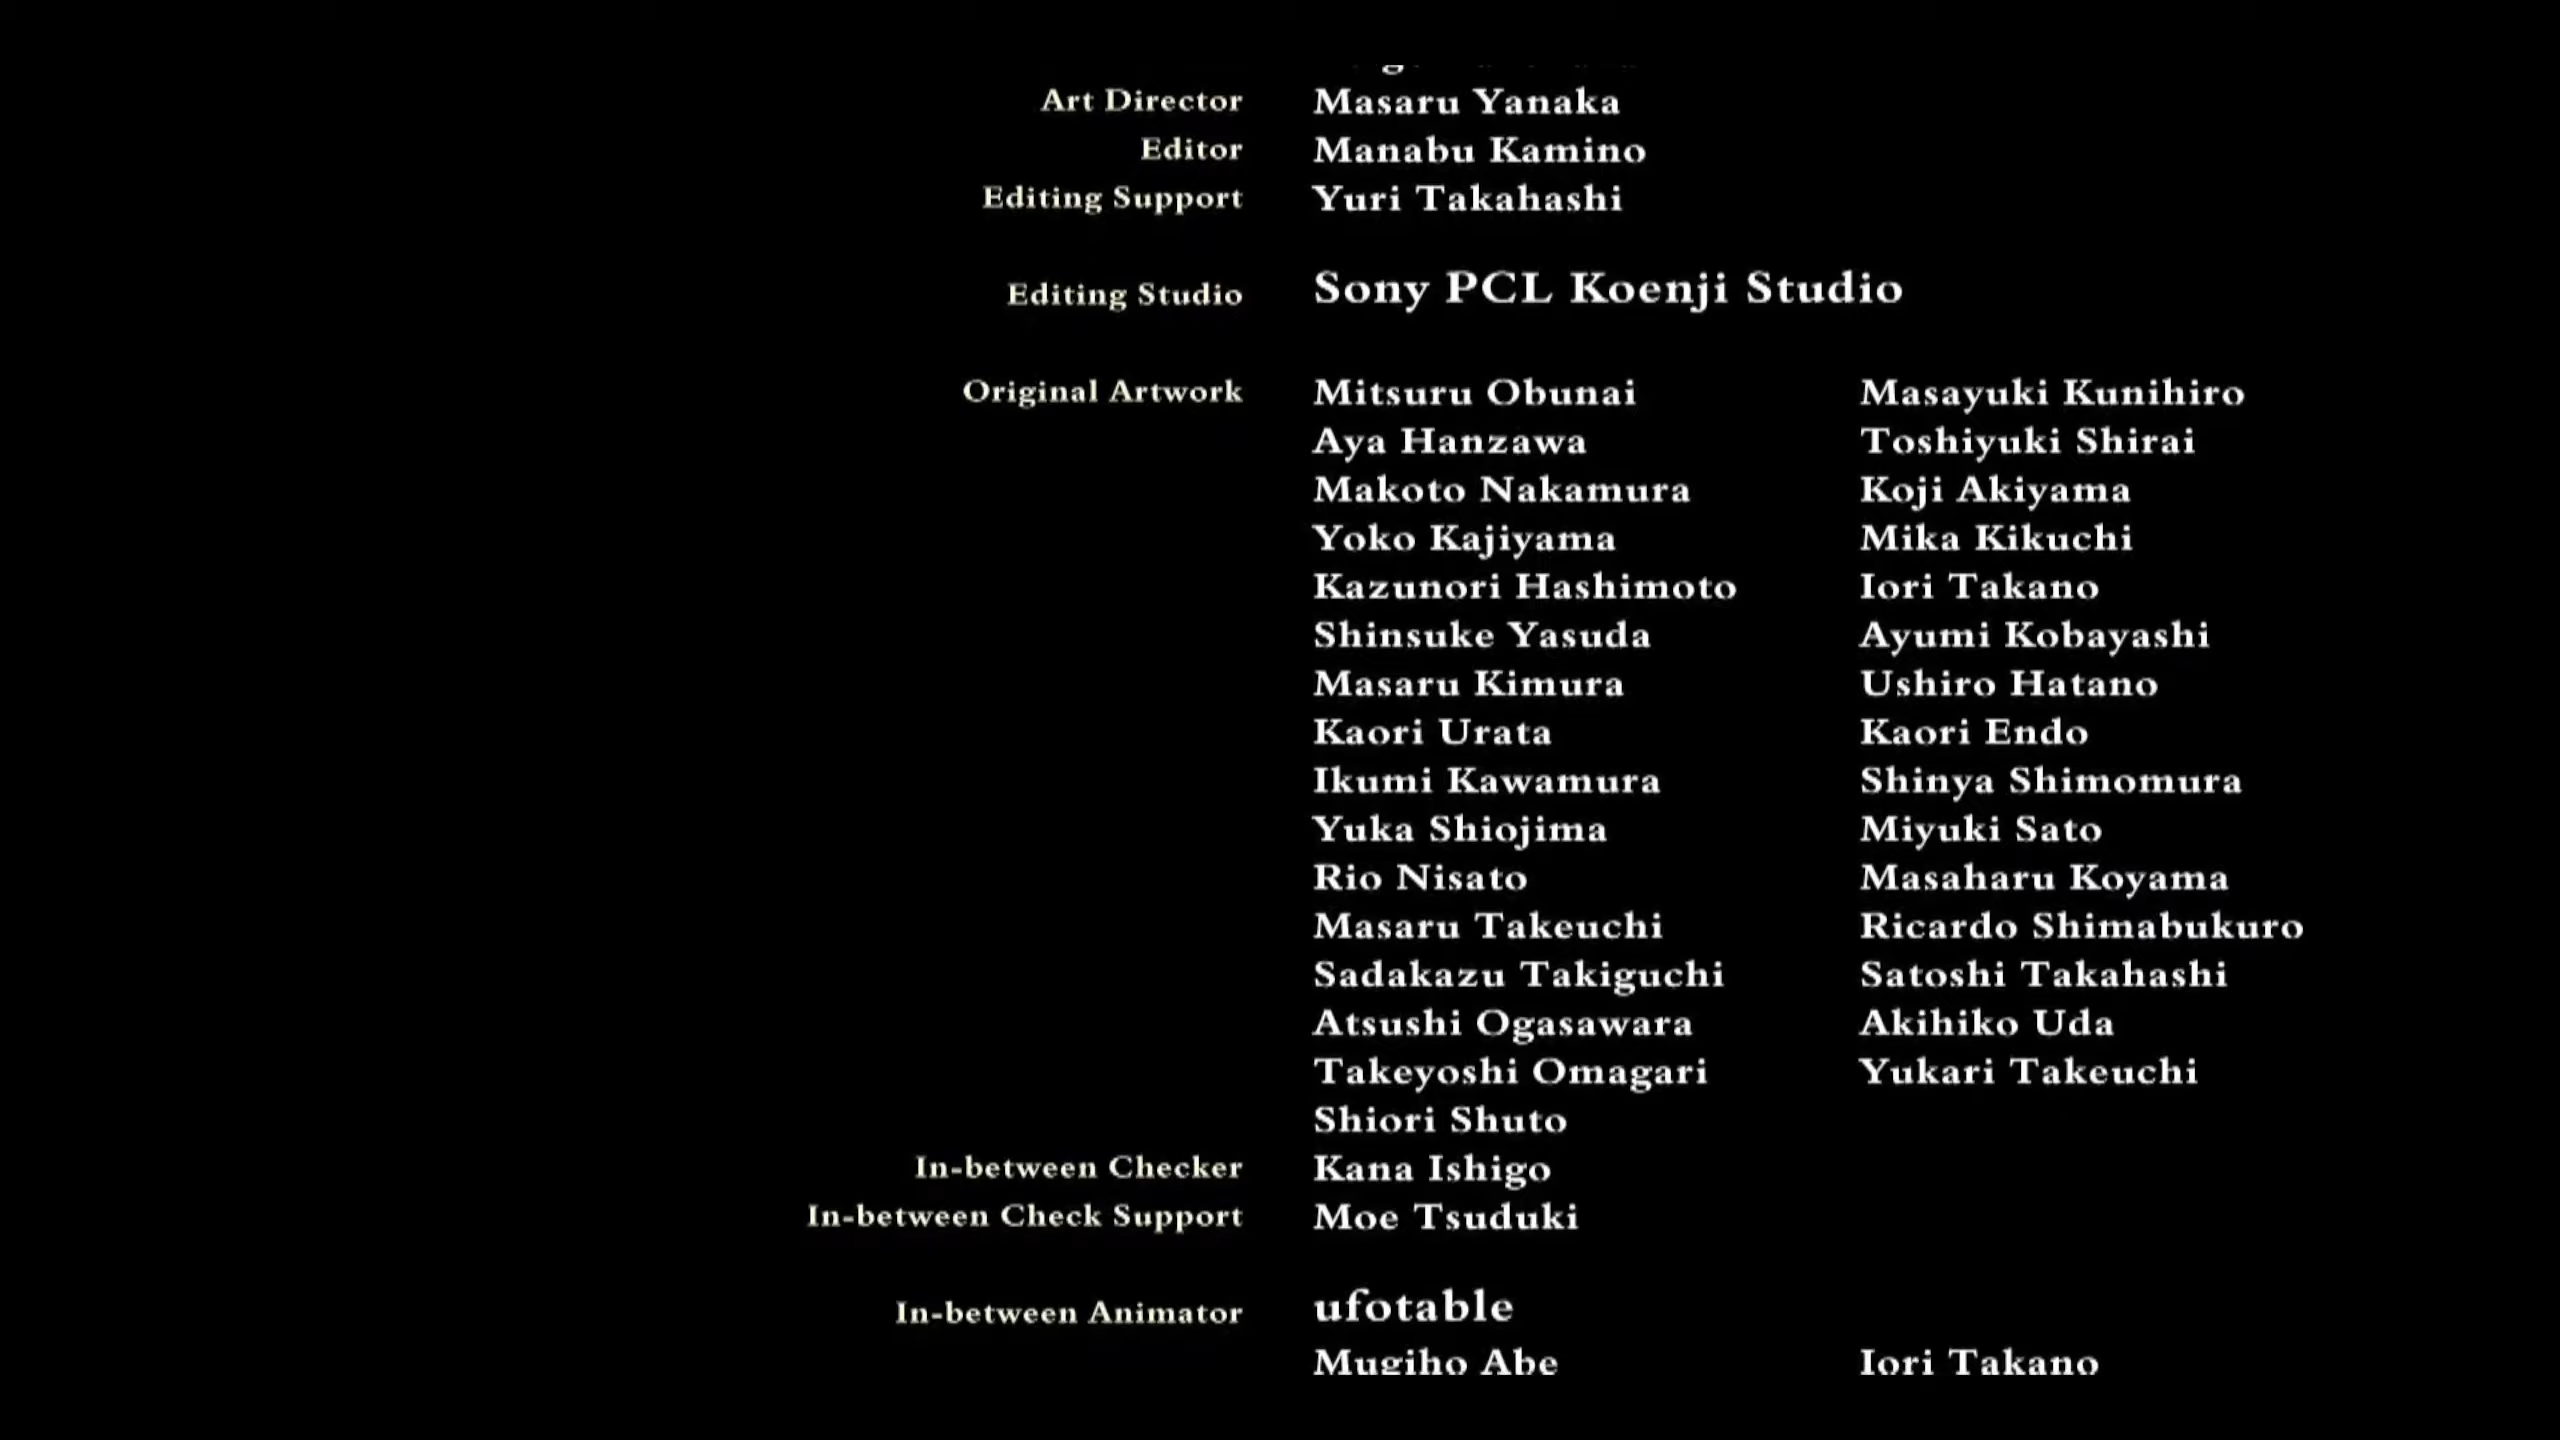 Art Director Masaru Yanaka
Editor Manabu Kamino
Editing Support Yuri Takahashi
Editing Studio Sony PCL Koenji Studio
Original Artwork Mitsuru Obunai Masayuki Kunihiro
Aya Hanzawa Toshiyuki Shirai
Makoto Nakamura Koji Akiyama
Yoko Kajiyama Mika Kikuchi
Kazunori Hashimoto Iori Takano
Shinsuke Yasuda Ayumi Kobayashi
Masaru Kimura Ushiro Hatano
Kaori Urata Kaori Endo
Ikumi Kawamura Shinya Shimomura
Yuka Shiojima Miyuki Sato
Rio Nisato Masaharu Koyama
Masaru Takeuchi Ricardo Shimabukuro
Sadakazu Takiguchi Satoshi Takahashi
Atsushi Ogasawara Akihiko Uda
Takeyoshi Omagari Yukari Takeuchi
Shiori Shuto
In-between Checker Kana Ishigo
In-between Check Support Moe Tsuduki
In-between Animator ufotable
Mugiho Abe Iori Takano